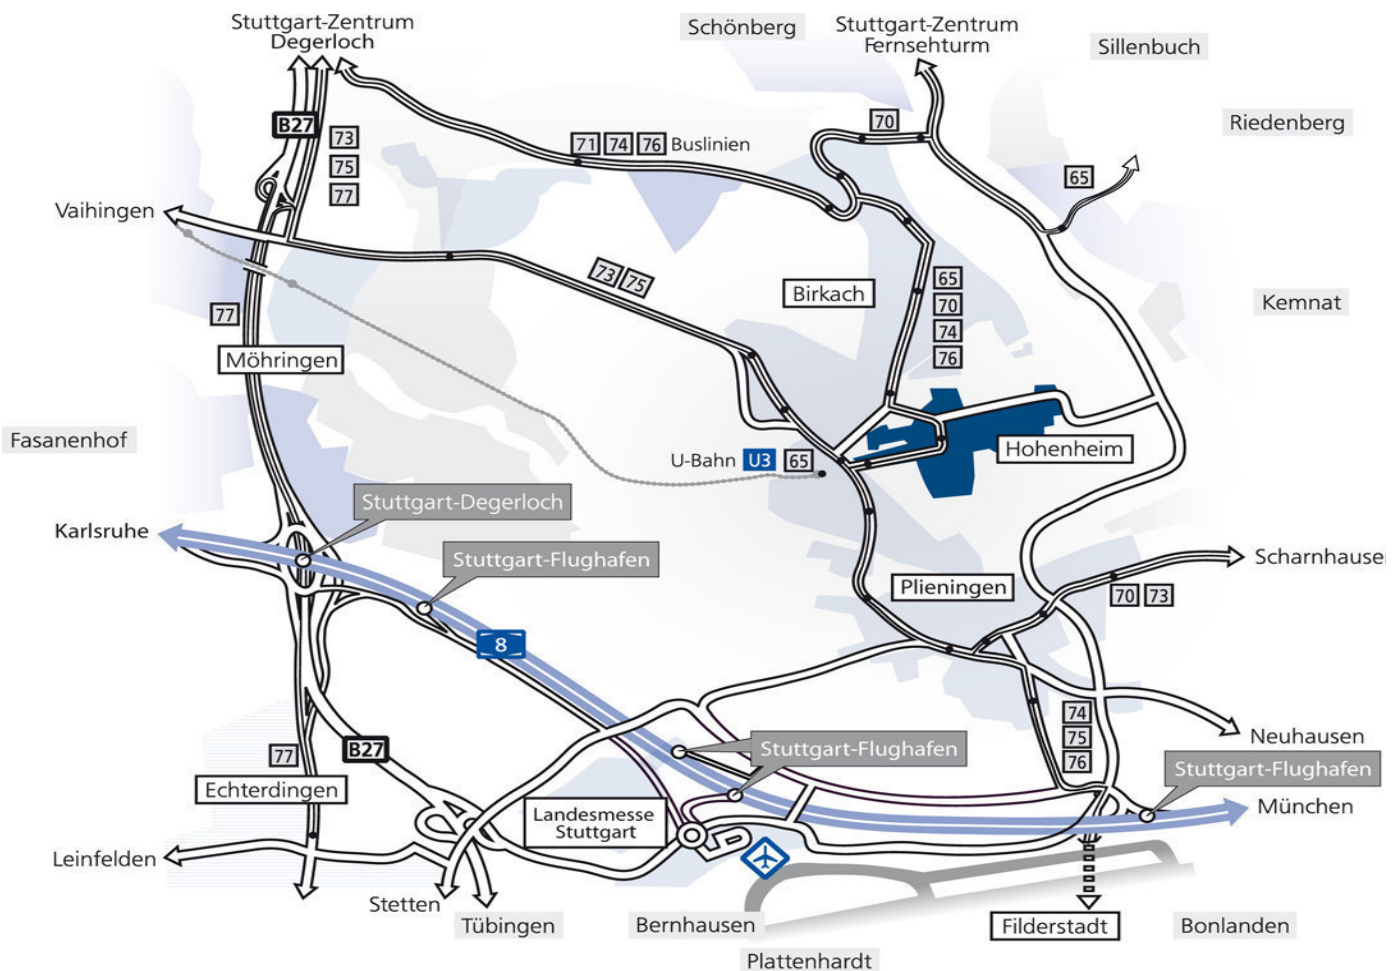 Stuttgart-Zentrum
Degerloch
Schönberg
Stuttgart-Zentrum
Fernsehturm
Sillenbuch
Riedenberg
B27
73
75
77
71 74 76 Buslinien
70
65
Vaihingen
73 75
Birkach
65
70
74
76
Kemnat
77
Möhringen
Fasanenhof
U-Bahn U3 65
Hohenheim
Karlsruhe
Stuttgart-Degerloch
Stuttgart-Flughafen
Scharnhausen
Plieningen
70 73
8
74
75
76
Neuhausen
77
B27
Stuttgart-Flughafen
Stuttgart-Flughafen
Echterdingen
Landesmesse
Stuttgart
München
Leinfelden
Stetten
Tübingen
Bernhausen
Filderstadt
Bonlanden
Plattenhardt